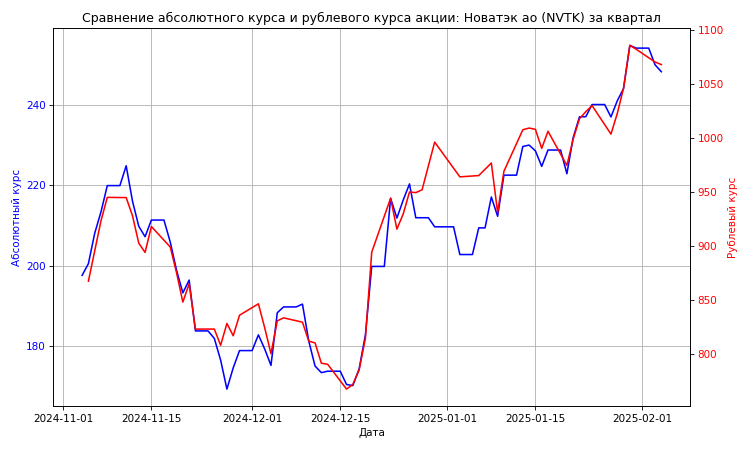 Сравнение абсолютного курса и рублевого курса акции: Новатэк ао (NVTK) за квартал
Абсолютный курс
240
220
200
180
1100
1050
1000
950
900
850
800
Рублевый курс
2024-11-01 2024-11-15 2024-12-01 2024-12-15 2025-01-01 2025-01-15 2025-02-01
Дата